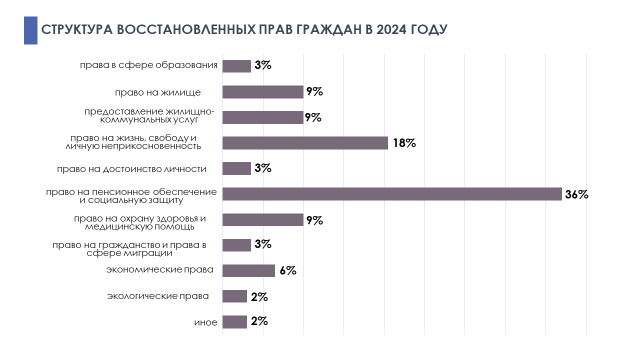 СТРУКТУРА ВОССТАНОВЛЕННЫХ ПРАВ ГРАЖДАН В 2024 ГОДУ
права в сфере образования 3%
право на жилище 9%
предоставление жилищно-
коммунальных услуг 9%
право на жизнь, свободу и
личную неприкосновенность 18%
право на достоинство личности 3%
право на пенсионное обеспечение
и социальную защиту 36%
право на охрану здоровья и
медицинскую помощь 9%
право на гражданство и права в
сфере миграции 3%
экономические права 6%
экологические права 2%
иное 2%